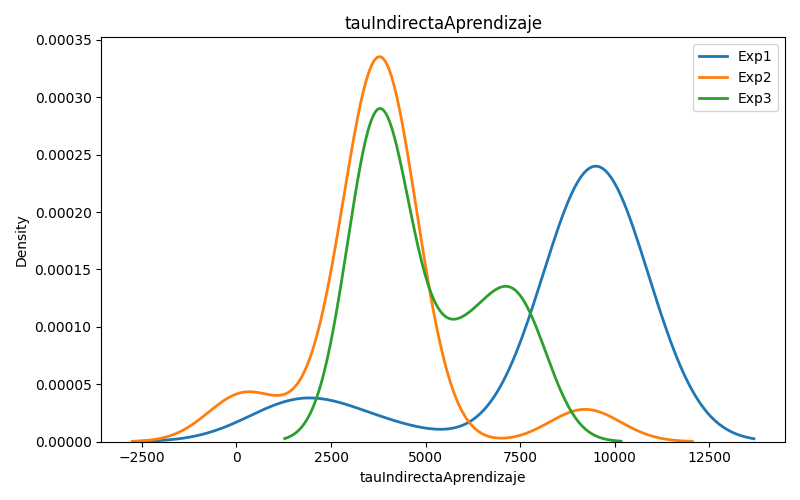 tauIndirectaAprendizaje
Exp1
Exp2
Exp3
Density
0.00035
0.00030
0.00025
0.00020
0.00015
0.00010
0.00005
0.00000
−2500 0 2500 5000 7500 10000 12500
tauIndirectaAprendizaje